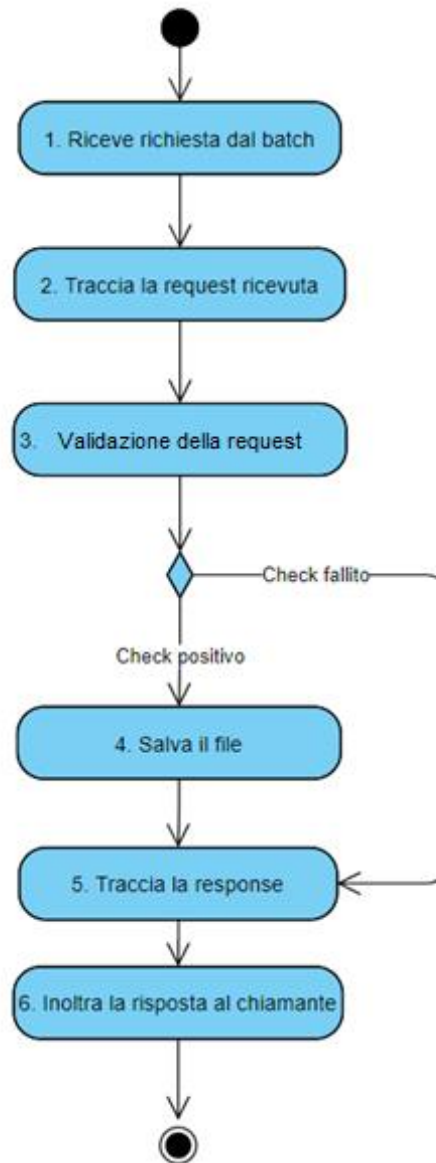 1. Riceve richiesta dal batch
2. Traccia la request ricevuta
3. Validazione della request
Check fallito
Check positivo
4. Salva il file
5. Traccia la response
6. Inoltra la risposta al chiamante